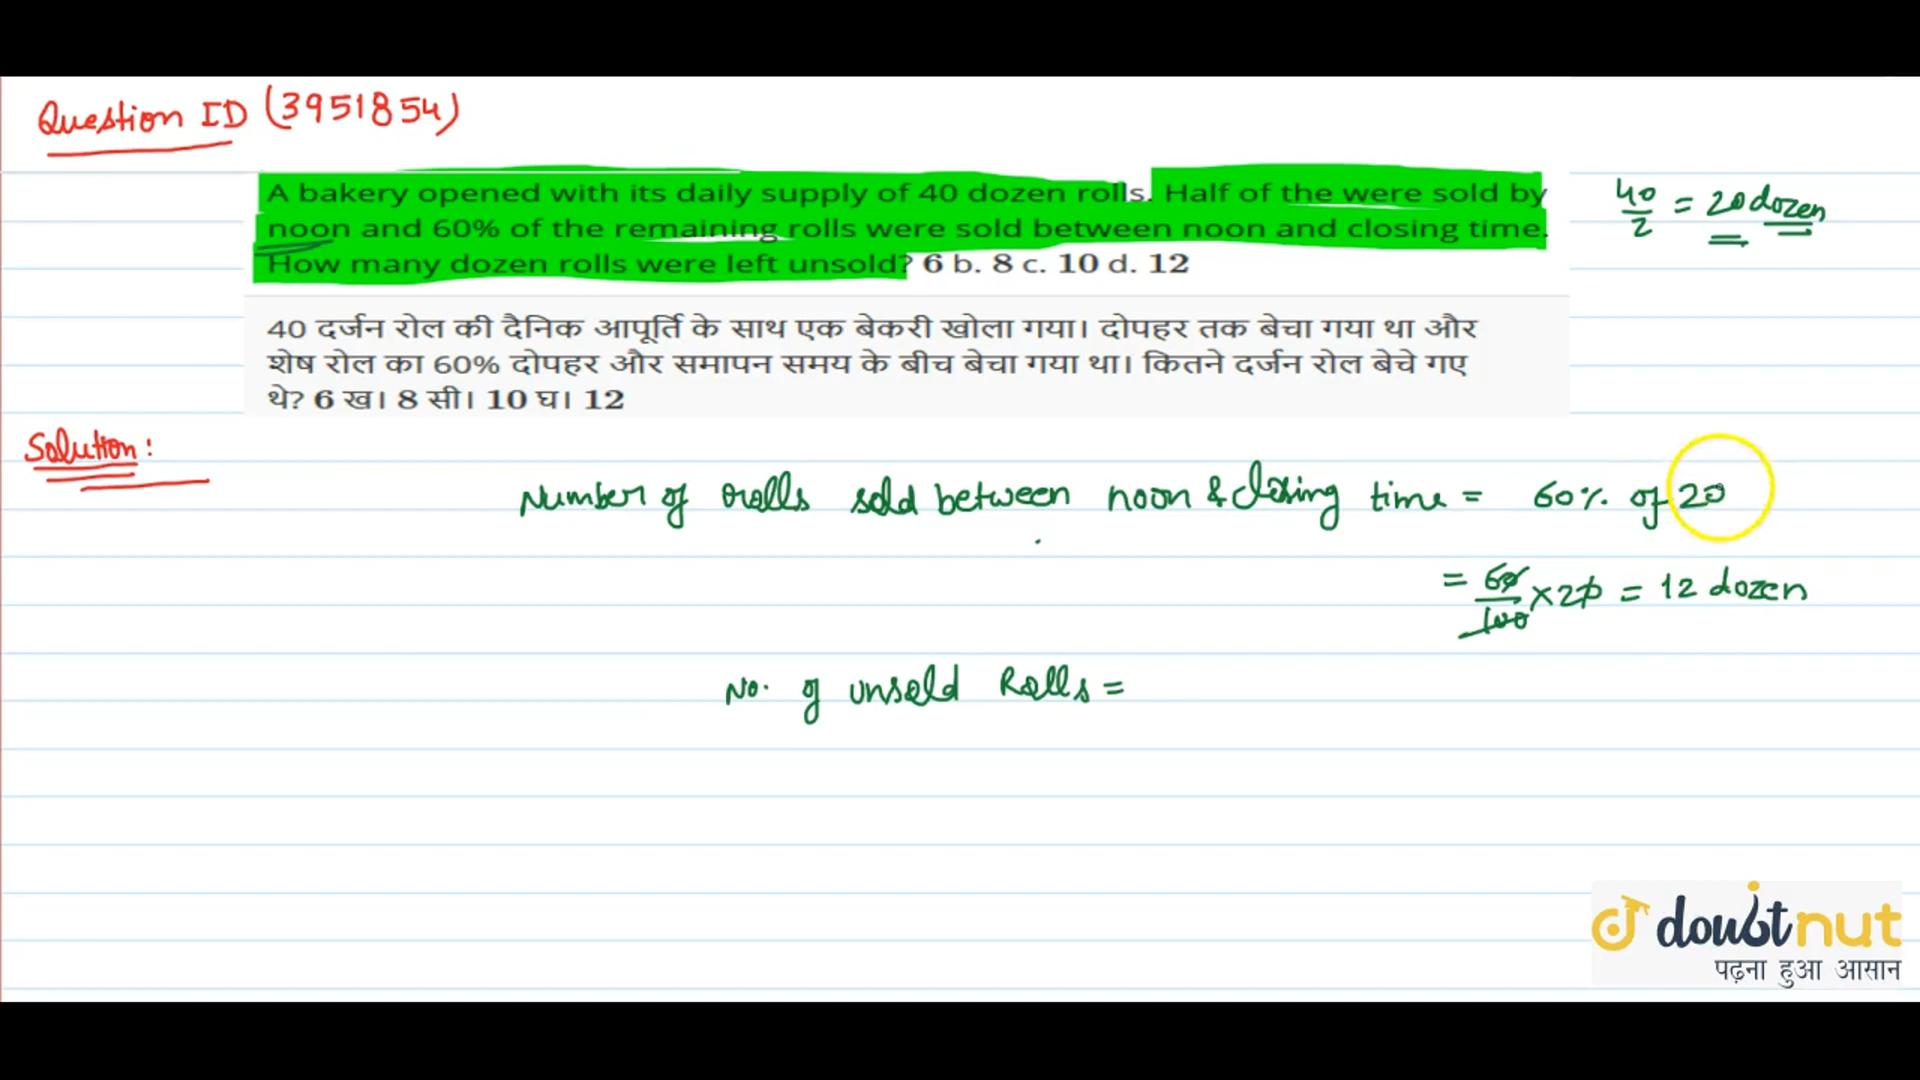 Question ID (3951854)
A bakery opened with its daily supply of 40 dozen rolls. Half of the were sold by
noon and 60% of the remaining rolls were sold between noon and closing time.
How many dozen rolls were left unsold? 6 b. 8 c. 10 d. 12
40/2 = 20 dozen
40 दर्जन रोल की दैनिक आपूर्ति के साथ एक बेकरी खोला गया। दोपहर तक बेचा गया था और
शेष रोल का 60% दोपहर और समापन समय के बीच बेचा गया था। कितने दर्जन रोल बेचे गए
थे? 6 ख। 8 सी। 10 घ। 12
Solution:
Number of rolls sold between noon & closing time = 60% of 20
= 60/100 × 20 = 12 dozen
No. of unsold Rolls =
doubtnut
पढ़ना हुआ आसान